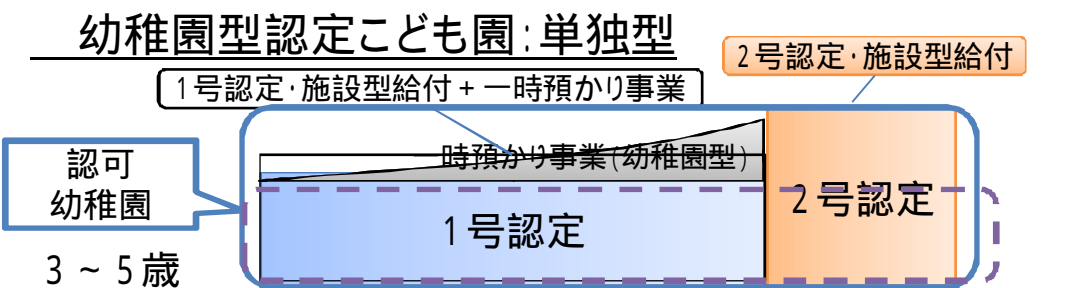 幼稚園型認定こども園:単独型
2号認定・施設型給付
1号認定・施設型給付+一時預かり事業
認可
幼稚園
一時預かり事業(幼稚園型)
1号認定
2号認定
3~5歳